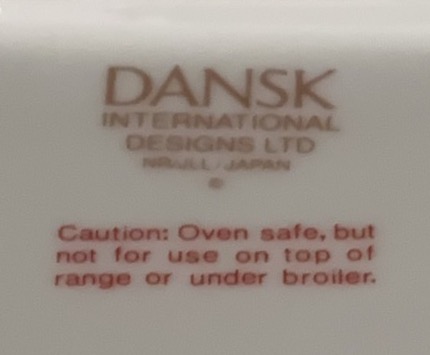 DANSK
INTERNATIONAL
DESIGNS LTD
JAPAN
Caution: Oven safe, but
not for use on top of
range or under broiler.